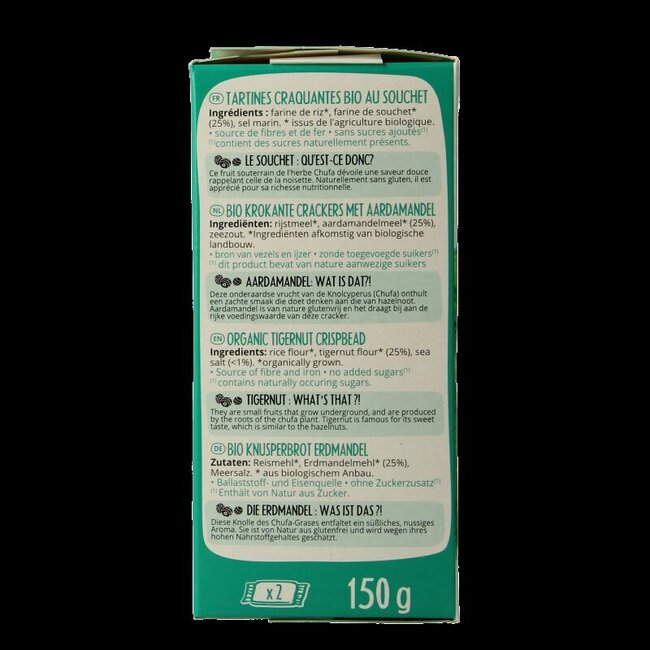 FR TARTINES CRAQUANTES BIO AU SOUCHET
Ingrédients : farine de riz*, farine de souchet*
(25%), sel marin. * issus de l'agriculture biologique.
• source de fibres et de fer • sans sucres ajoutés(1)
(1)contient des sucres naturellement présents.
LE SOUCHET : QU'EST-CE DONC?
Ce fruit souterrain de l'herbe Chufa dévoile une saveur douce
rappelant celle de la noisette. Naturellement sans gluten, il est
apprécié pour sa richesse nutritionnelle.
NL BIO KROKANTE CRACKERS MET AARDAMANDEL
Ingrediënten: rijstmeel*, aardamandelmeel* (25%),
zeezout. *Ingrediënten afkomstig van biologische
landbouw.
• bron van vezels en ijzer • zonder toegevoegde suikers(1)
(1) dit product bevat van nature aanwezige suikers
AARDAMANDEL: WAT IS DAT?!
Deze onderaardse vrucht van de Knolcyperus (Chufa) onthult
een zachte smaak die doet denken aan die van hazelnoot.
Aardamandel is van nature glutenvrij en het draagt bij aan de
rijke voedingswaarde van deze cracker.
EN ORGANIC TIGERNUT CRISPBREAD
Ingredients: rice flour*, tigernut flour* (25%), sea
salt (<1%). *organically grown.
• Source of fibre and iron • no added sugars(1)
(1) contains naturally occuring sugars.
TIGERNUT : WHAT'S THAT ?!
They are small fruits that grow underground, and are produced
by the roots of the chufa plant. Tigernut is famous for its sweet
taste, which is similar to the hazelnuts.
DE BIO KNUSPERBROT ERDMANDEL
Zutaten: Reismehl*, Erdmandelmehl* (25%),
Meersalz. * aus biologischem Anbau.
• Ballaststoff- und Eisenquelle • ohne Zuckerzusatz(1)
(1) Enthält von Natur aus Zucker.
DIE ERDMANDEL : WAS IST DAS ?!
Diese Knolle des Chufa-Grases entfaltet ein süßliches, nussiges
Aroma. Sie ist von Natur aus glutenfrei und wird wegen ihres
hohen Nährstoffgehaltes geschätzt.
x2 150 g